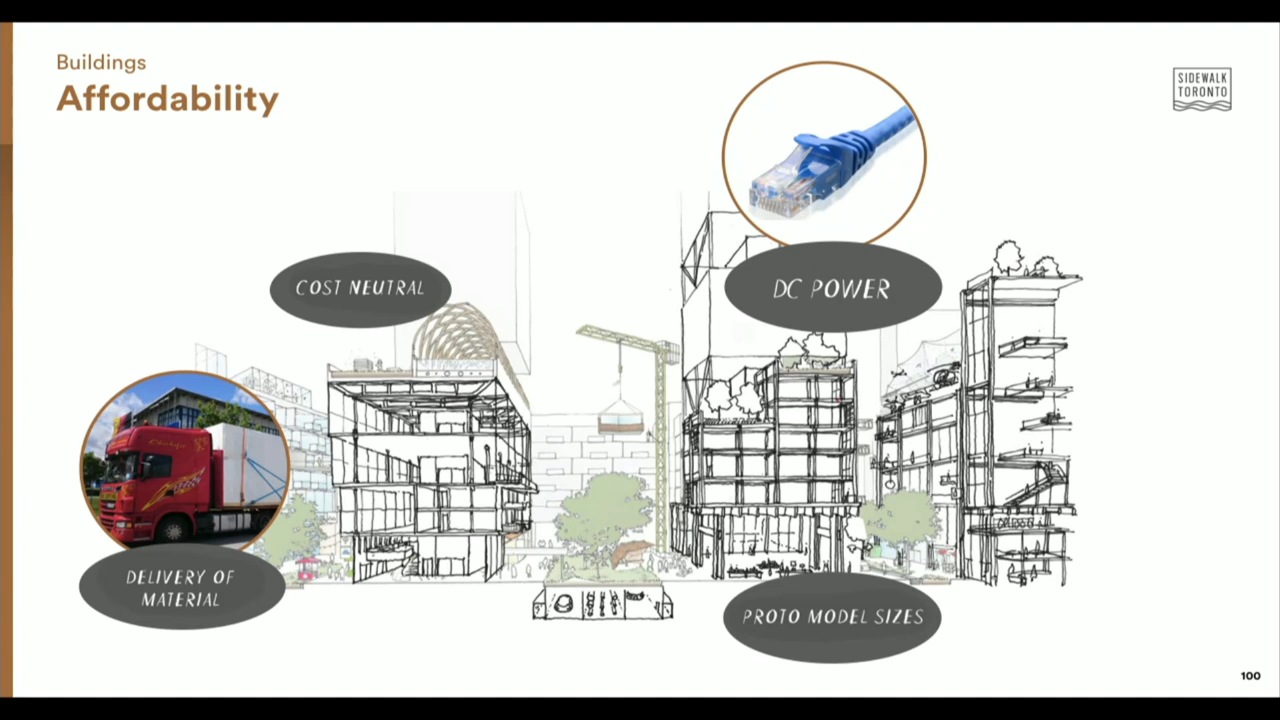 Buildings
Affordability
SIDEWALK
TORONTO
COST NEUTRAL
DC POWER
DELIVERY OF
MATERIAL
PROTO MODEL SIZES
100